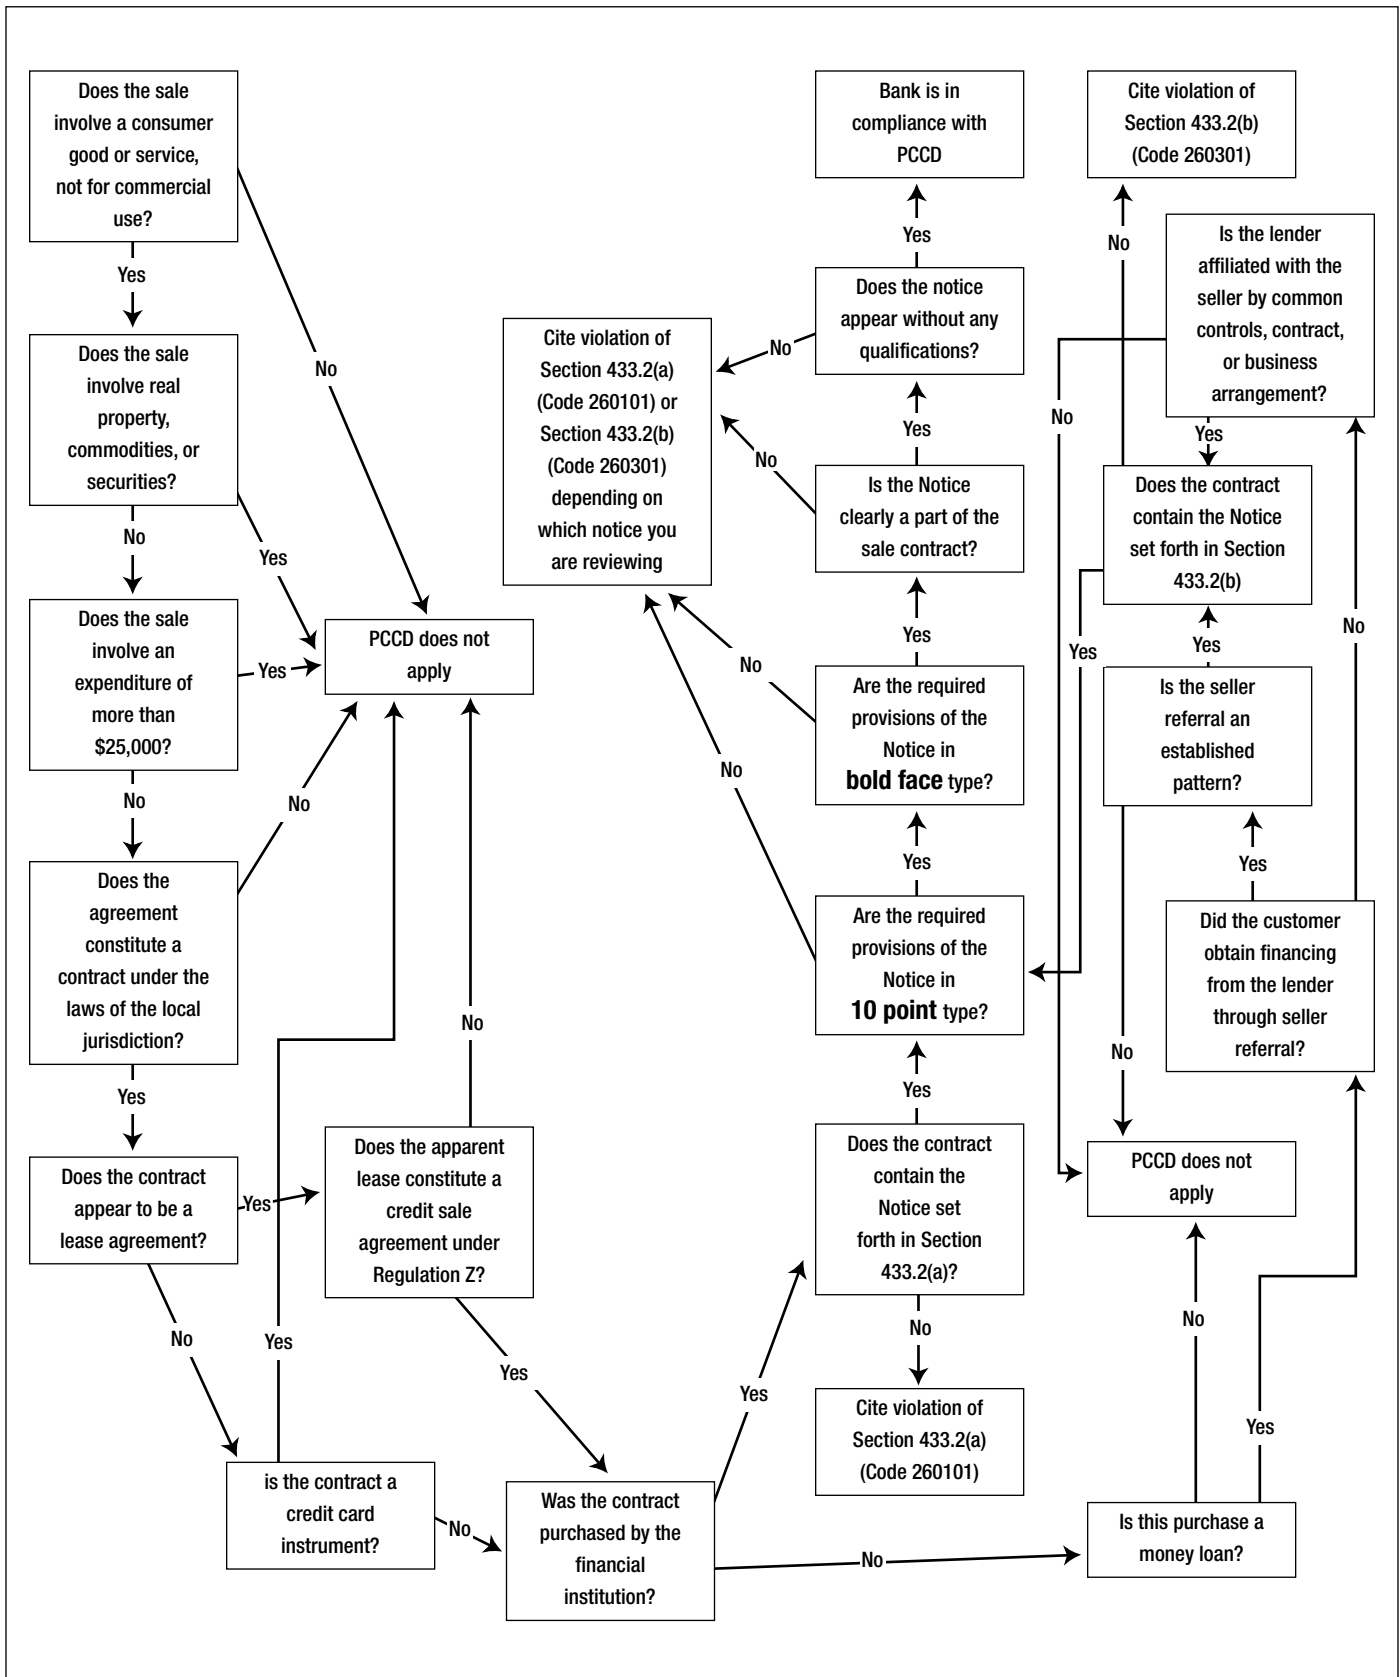 Does the sale
involve a consumer
good or service,
not for commercial
use?
Yes
No
Does the sale
involve real
property,
commodities, or
securities?
No
Yes
Does the sale
involve an
expenditure of
more than
$25,000?
Yes
No
No
PCCD does not
apply
Does the
agreement
constitute a
contract under the
laws of the local
jurisdiction?
Yes
Does the contract
appear to be a
lease agreement?
Yes
No
Does the apparent
lease constitute a
credit sale
agreement under
Regulation Z?
No
Yes
Yes
is the contract a
credit card
instrument?
No
Was the contract
purchased by the
financial
institution?
Yes
No
Cite violation of
Section 433.2(a)
(Code 260101) or
Section 433.2(b)
(Code 260301)
depending on
which notice you
are reviewing
No
No
No
No
Bank is in
compliance with
PCCD
Yes
Does the notice
appear without any
qualifications?
Yes
Is the Notice
clearly a part of the
sale contract?
Yes
Are the required
provisions of the
Notice in
bold face type?
Yes
Are the required
provisions of the
Notice in
10 point type?
Yes
Does the contract
contain the
Notice set
forth in Section
433.2(a)?
No
Cite violation of
Section 433.2(a)
(Code 260101)
Cite violation of
Section 433.2(b)
(Code 260301)
No
Is the lender
affiliated with the
seller by common
controls, contract,
or business
arrangement?
No
Yes
Does the contract
contain the Notice
set forth in Section
433.2(b)
Yes
Yes
No
Is the seller
referral an
established
pattern?
Yes
No
Did the customer
obtain financing
from the lender
through seller
referral?
PCCD does not
apply
No
Yes
Is this purchase a
money loan?